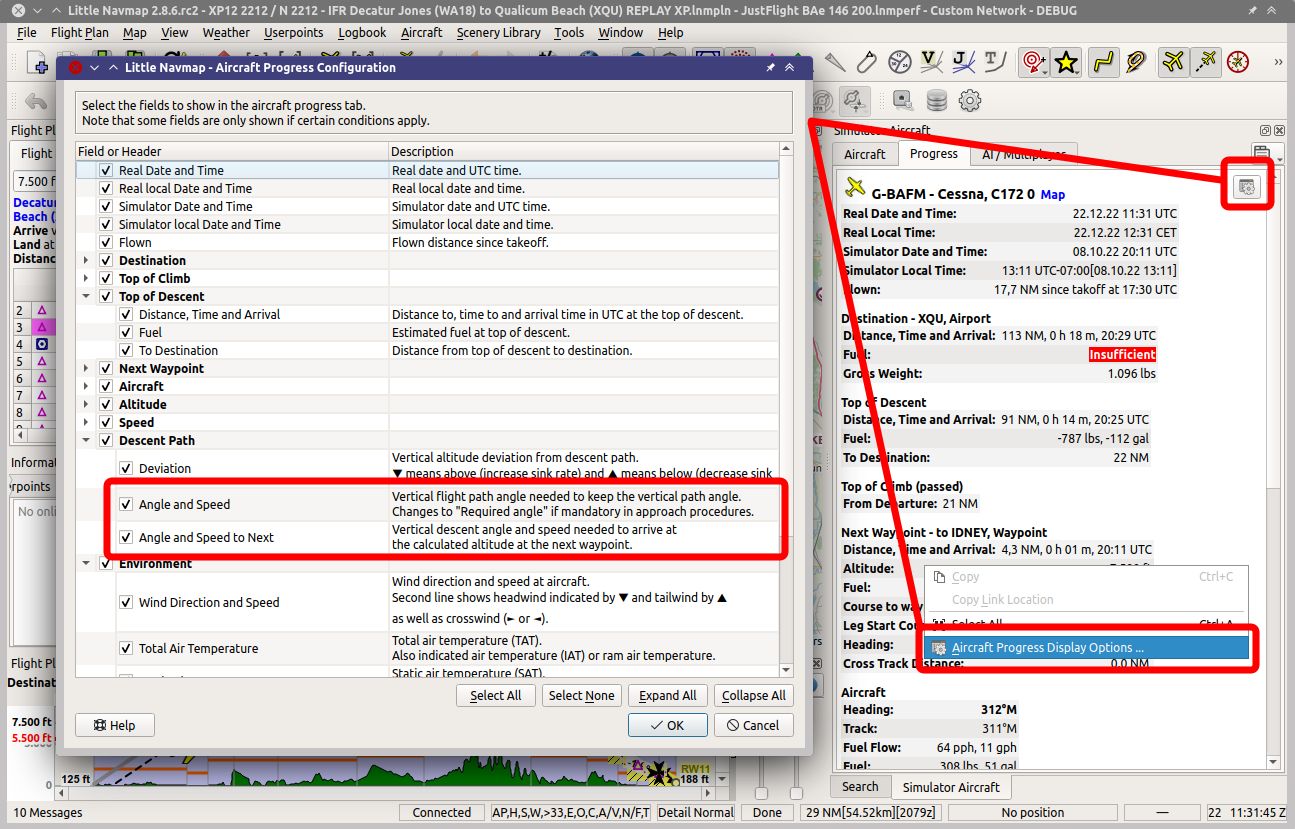 Little Navmap 2.8.6.rc2 - XP12 2212 / N 2212 - IFR Decatur Jones (WA18) to Qualicum Beach (XQU) REPLAY XP.lnmpln - JustFlight BAe 146 200.lnmperf - Custom Network - DEBUG
File Flight Plan Map View Weather Userpoints Logbook Aircraft Scenery Library Tools Window Help
Little Navmap - Aircraft Progress Configuration
Select the fields to show in the aircraft progress tab.
Note that some fields are only shown if certain conditions apply.
Field or Header Description
Real Date and Time Real date and UTC time.
Real local Date and Time Real local date and time.
Simulator Date and Time Simulator date and UTC time.
Simulator local Date and Time Simulator local date and time.
Flown Flown distance since takeoff.
Destination
Top of Climb
Top of Descent
Distance, Time and Arrival Distance to, time to and arrival time in UTC at the top of descent.
Fuel Estimated fuel at top of descent.
To Destination Distance from top of descent to destination.
Next Waypoint
Aircraft
Altitude
Speed
Descent Path
Deviation Vertical altitude deviation from descent path.
▼ means above (increase sink rate) and ▲ means below (decrease sink
Angle and Speed Vertical flight path angle needed to keep the vertical path angle.
Changes to "Required angle" if mandatory in approach procedures.
Angle and Speed to Next Vertical descent angle and speed needed to arrive at
the calculated altitude at the next waypoint.
Environment
Wind Direction and Speed Wind direction and speed at aircraft.
Second line shows headwind indicated by ▼ and tailwind by ▲
as well as crosswind (► or ◄).
Total Air Temperature Total air temperature (TAT).
Also indicated air temperature (IAT) or ram air temperature.
Static air temperature (SAT).
Select All Select None Expand All Collapse All
Help OK Cancel
Flight Pl
Flight
7.500 f
Decatu
Beach (
Arrive v
Land at
Distanc
2
3
4
5
6
7
8
Informat
rpoints
No onli
Flight Pl
Destinat
7.500 ft
5.500 ft
0
125 ft
RW11
188 ft
Simulator Aircraft
Aircraft Progress AI / Multiplayer
G-BAFM - Cessna, C172 0 Map
Real Date and Time: 22.12.22 11:31 UTC
Real Local Time: 22.12.22 12:31 CET
Simulator Date and Time: 08.10.22 20:11 UTC
Simulator Local Time: 13:11 UTC-07:00[08.10.22 13:11]
lown: 17,7 NM since takoff at 17:30 UTC
Destination - XQU, Airport
Distance, Time and Arrival: 113 NM, 0 h 18 m, 20:29 UTC
Fuel: Insufficient
Gross Weight: 1.096 lbs
Top of Descent
Distance, Time and Arrival: 91 NM, 0 h 14 m, 20:25 UTC
Fuel: -787 lbs, -112 gal
To Destination: 22 NM
Top of Climb (passed)
From Departure: 21 NM
Next Waypoint - to IDNEY, Waypoint
Distance, Time and Arrival: 4,3 NM, 0 h 01 m, 20:11 UTC
Altitude:
Fuel:
Course to way
Leg Start Cou
Heading:
Cross Track Distance: 0,0 NM
Copy Ctrl+C
Copy Link Location
Select All Ctrl+A
Aircraft Progress Display Options ...
Aircraft
Heading: 312°M
Track: 311°M
Fuel Flow: 64 pph, 11 gph
Fuel: 308 lbs, 51 gal
Search Simulator Aircraft
10 Messages Connected AP,H,S,W,>33,E,O,C,A/V,N/F,T Detail Normal Done 29 NM[54.52km][2079z] No position — 22 11:31:45 Z